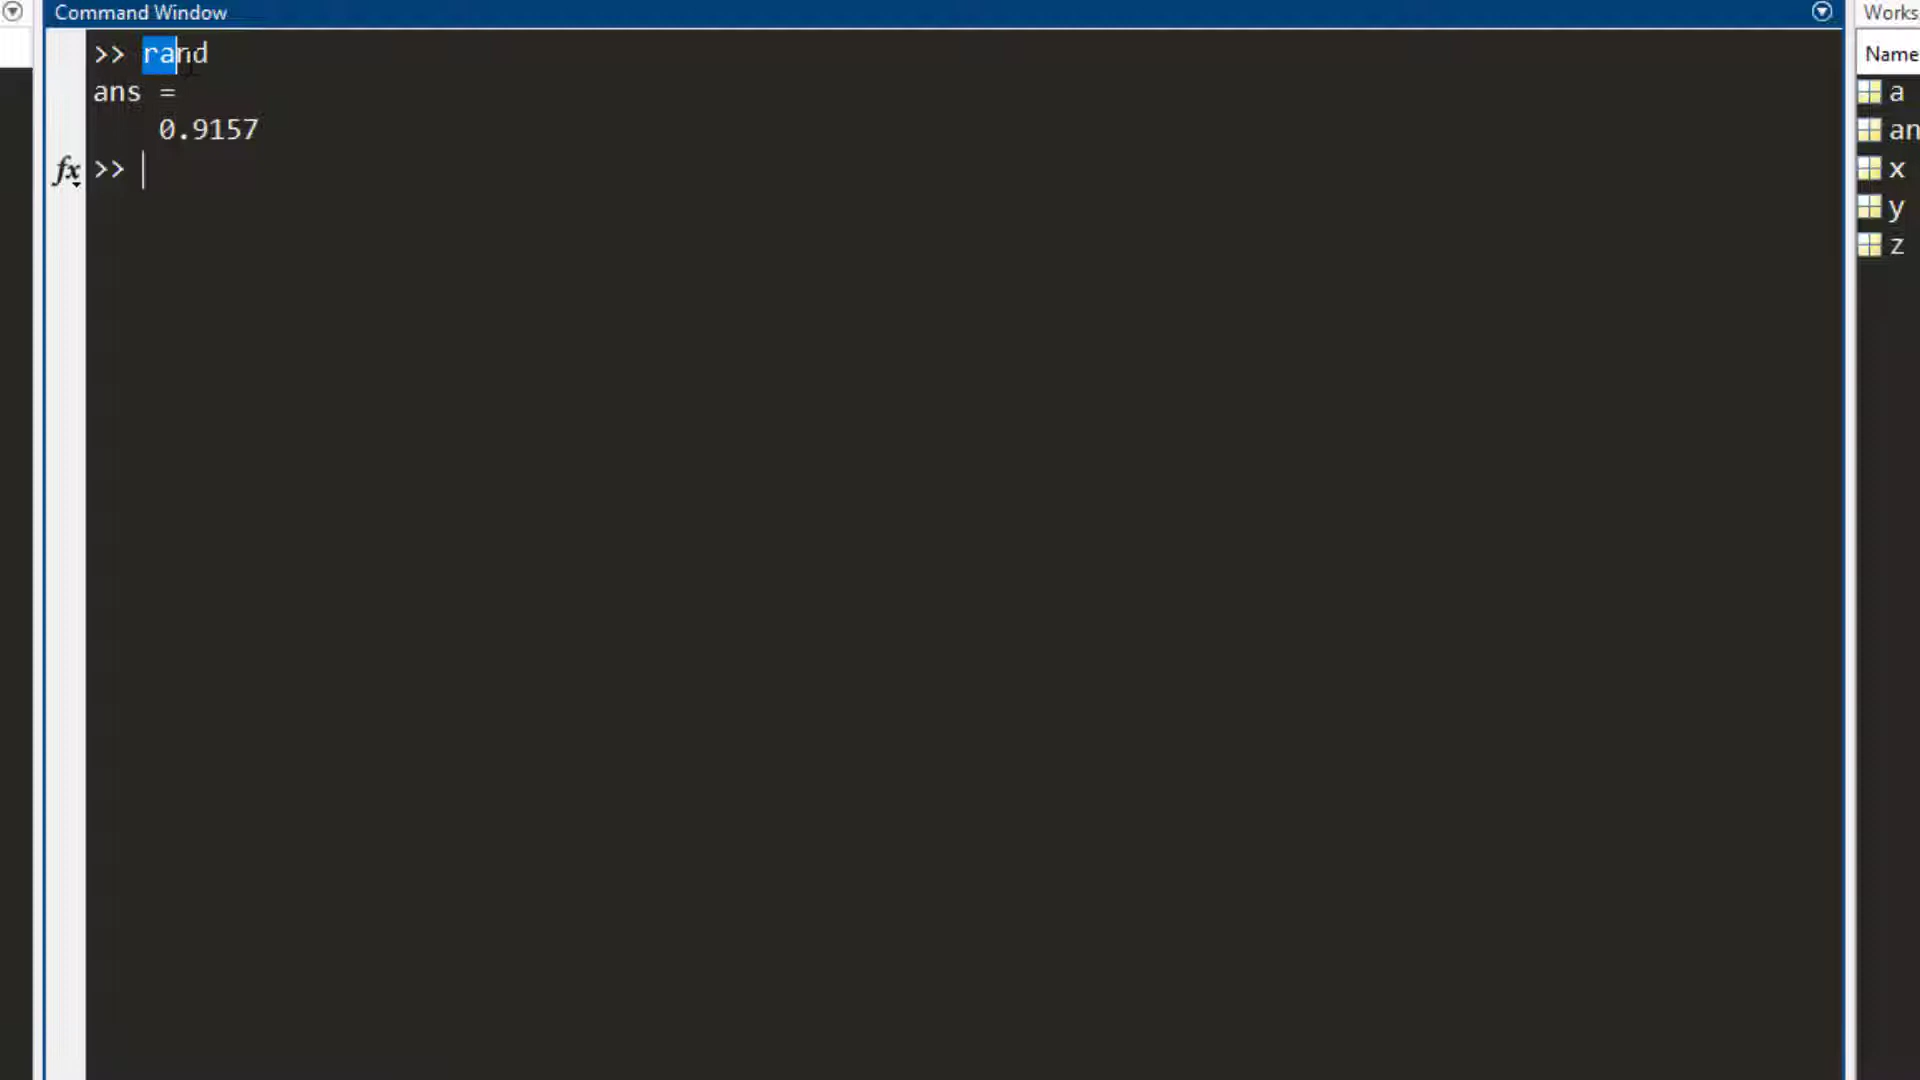 Command Window
Works
>> rand
Name
ans =
a
0.9157
an
fx >>
x
y
z